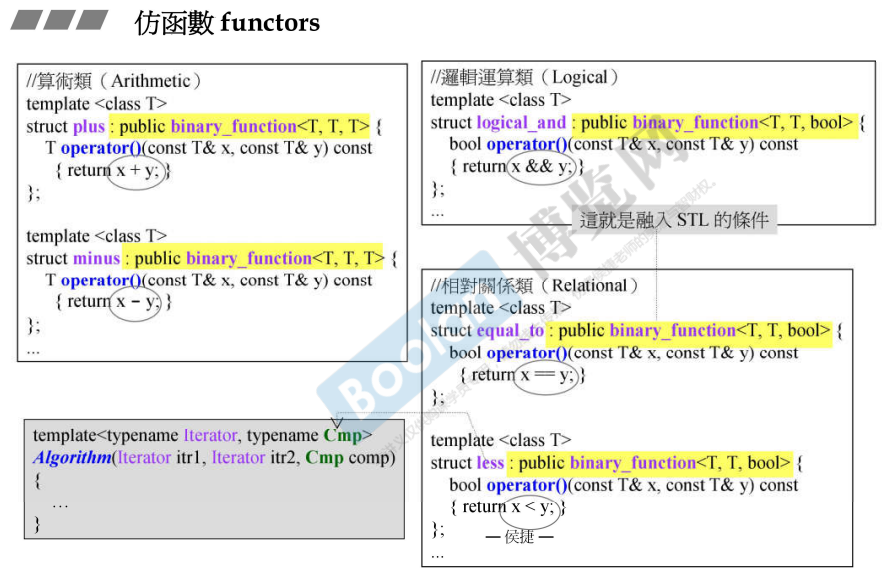 仿函數 functors
//算術類（Arithmetic）
template <class T>
struct plus : public binary_function<T, T, T> {
T operator()(const T& x, const T& y) const
{ return x + y; }
};
template <class T>
struct minus : public binary_function<T, T, T> {
T operator()(const T& x, const T& y) const
{ return x − y; }
};
...
//邏輯運算類（Logical）
template <class T>
struct logical_and : public binary_function<T, T, bool> {
bool operator()(const T& x, const T& y) const
{ return x && y; }
};
...
這就是融入 STL 的條件
//相對關係類（Relational）
template <class T>
struct equal_to : public binary_function<T, T, bool> {
bool operator()(const T& x, const T& y) const
{ return x == y; }
};
template <class T>
struct less : public binary_function<T, T, bool> {
bool operator()(const T& x, const T& y) const
{ return x < y; }
};
...
— 侯捷 —
template<typename Iterator, typename Cmp>
Algorithm(Iterator itr1, Iterator itr2, Cmp comp)
{
...
}
Boolan 博览网